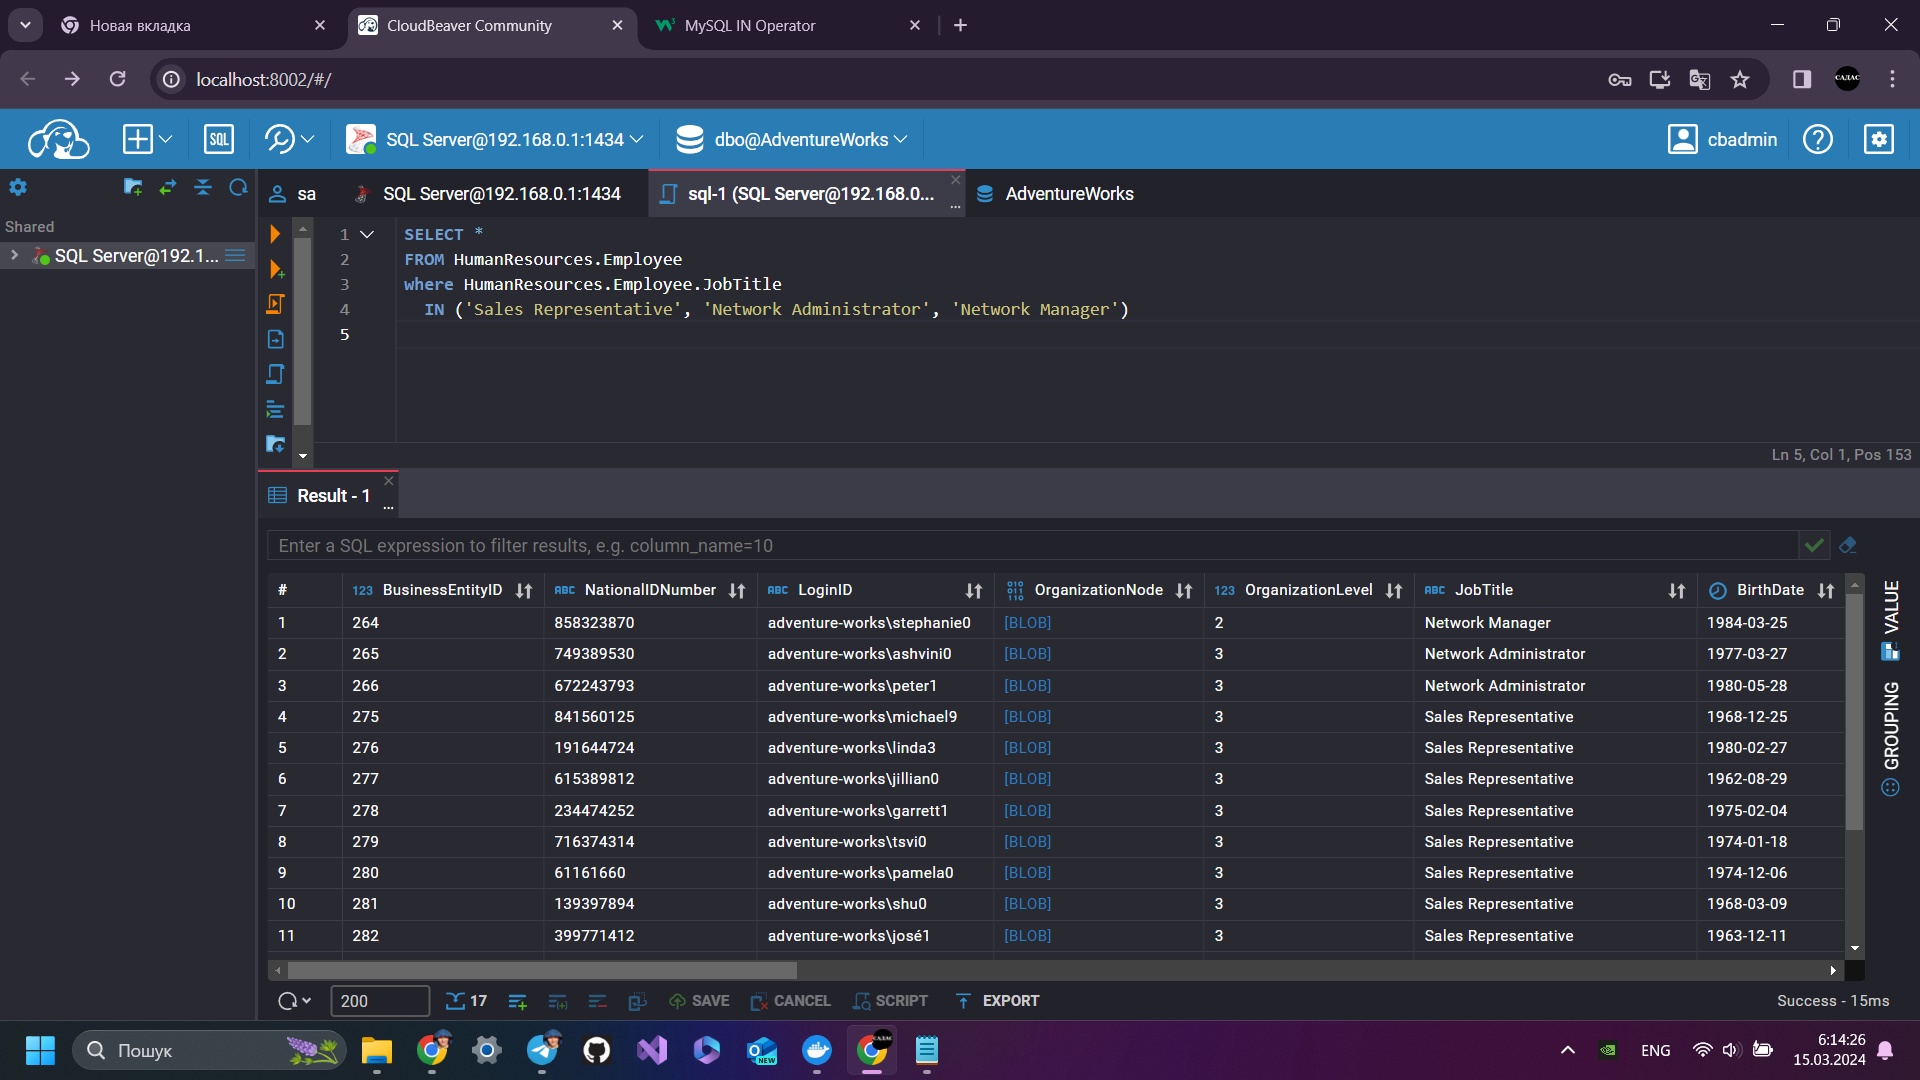 Новая вкладка
CloudBeaver Community
MySQL IN Operator
localhost:8002/#/
САДАС
SQL
SQL Server@192.168.0.1:1434
dbo@AdventureWorks
cbadmin
sa
SQL Server@192.168.0.1:1434
sql-1 (SQL Server@192.168.0...
AdventureWorks
Shared
SQL Server@192.1...
1 SELECT *
2 FROM HumanResources.Employee
3 where HumanResources.Employee.JobTitle
4 IN ('Sales Representative', 'Network Administrator', 'Network Manager')
5
Ln 5, Col 1, Pos 153
Result - 1
Enter a SQL expression to filter results, e.g. column_name=10
# 123 BusinessEntityID ABC NationalIDNumber ABC LoginID OrganizationNode 123 OrganizationLevel ABC JobTitle BirthDate
1 264 858323870 adventure-works\stephanie0 [BLOB] 2 Network Manager 1984-03-25
2 265 749389530 adventure-works\ashvini0 [BLOB] 3 Network Administrator 1977-03-27
3 266 672243793 adventure-works\peter1 [BLOB] 3 Network Administrator 1980-05-28
4 275 841560125 adventure-works\michael9 [BLOB] 3 Sales Representative 1968-12-25
5 276 191644724 adventure-works\linda3 [BLOB] 3 Sales Representative 1980-02-27
6 277 615389812 adventure-works\jillian0 [BLOB] 3 Sales Representative 1962-08-29
7 278 234474252 adventure-works\garrett1 [BLOB] 3 Sales Representative 1975-02-04
8 279 716374314 adventure-works\tsvi0 [BLOB] 3 Sales Representative 1974-01-18
9 280 61161660 adventure-works\pamela0 [BLOB] 3 Sales Representative 1974-12-06
10 281 139397894 adventure-works\shu0 [BLOB] 3 Sales Representative 1968-03-09
11 282 399771412 adventure-works\josé1 [BLOB] 3 Sales Representative 1963-12-11
VALUE
GROUPING
200 17 SAVE CANCEL SCRIPT EXPORT Success - 15ms
Пошук
NEW
САДАС
ENG
6:14:26
15.03.2024